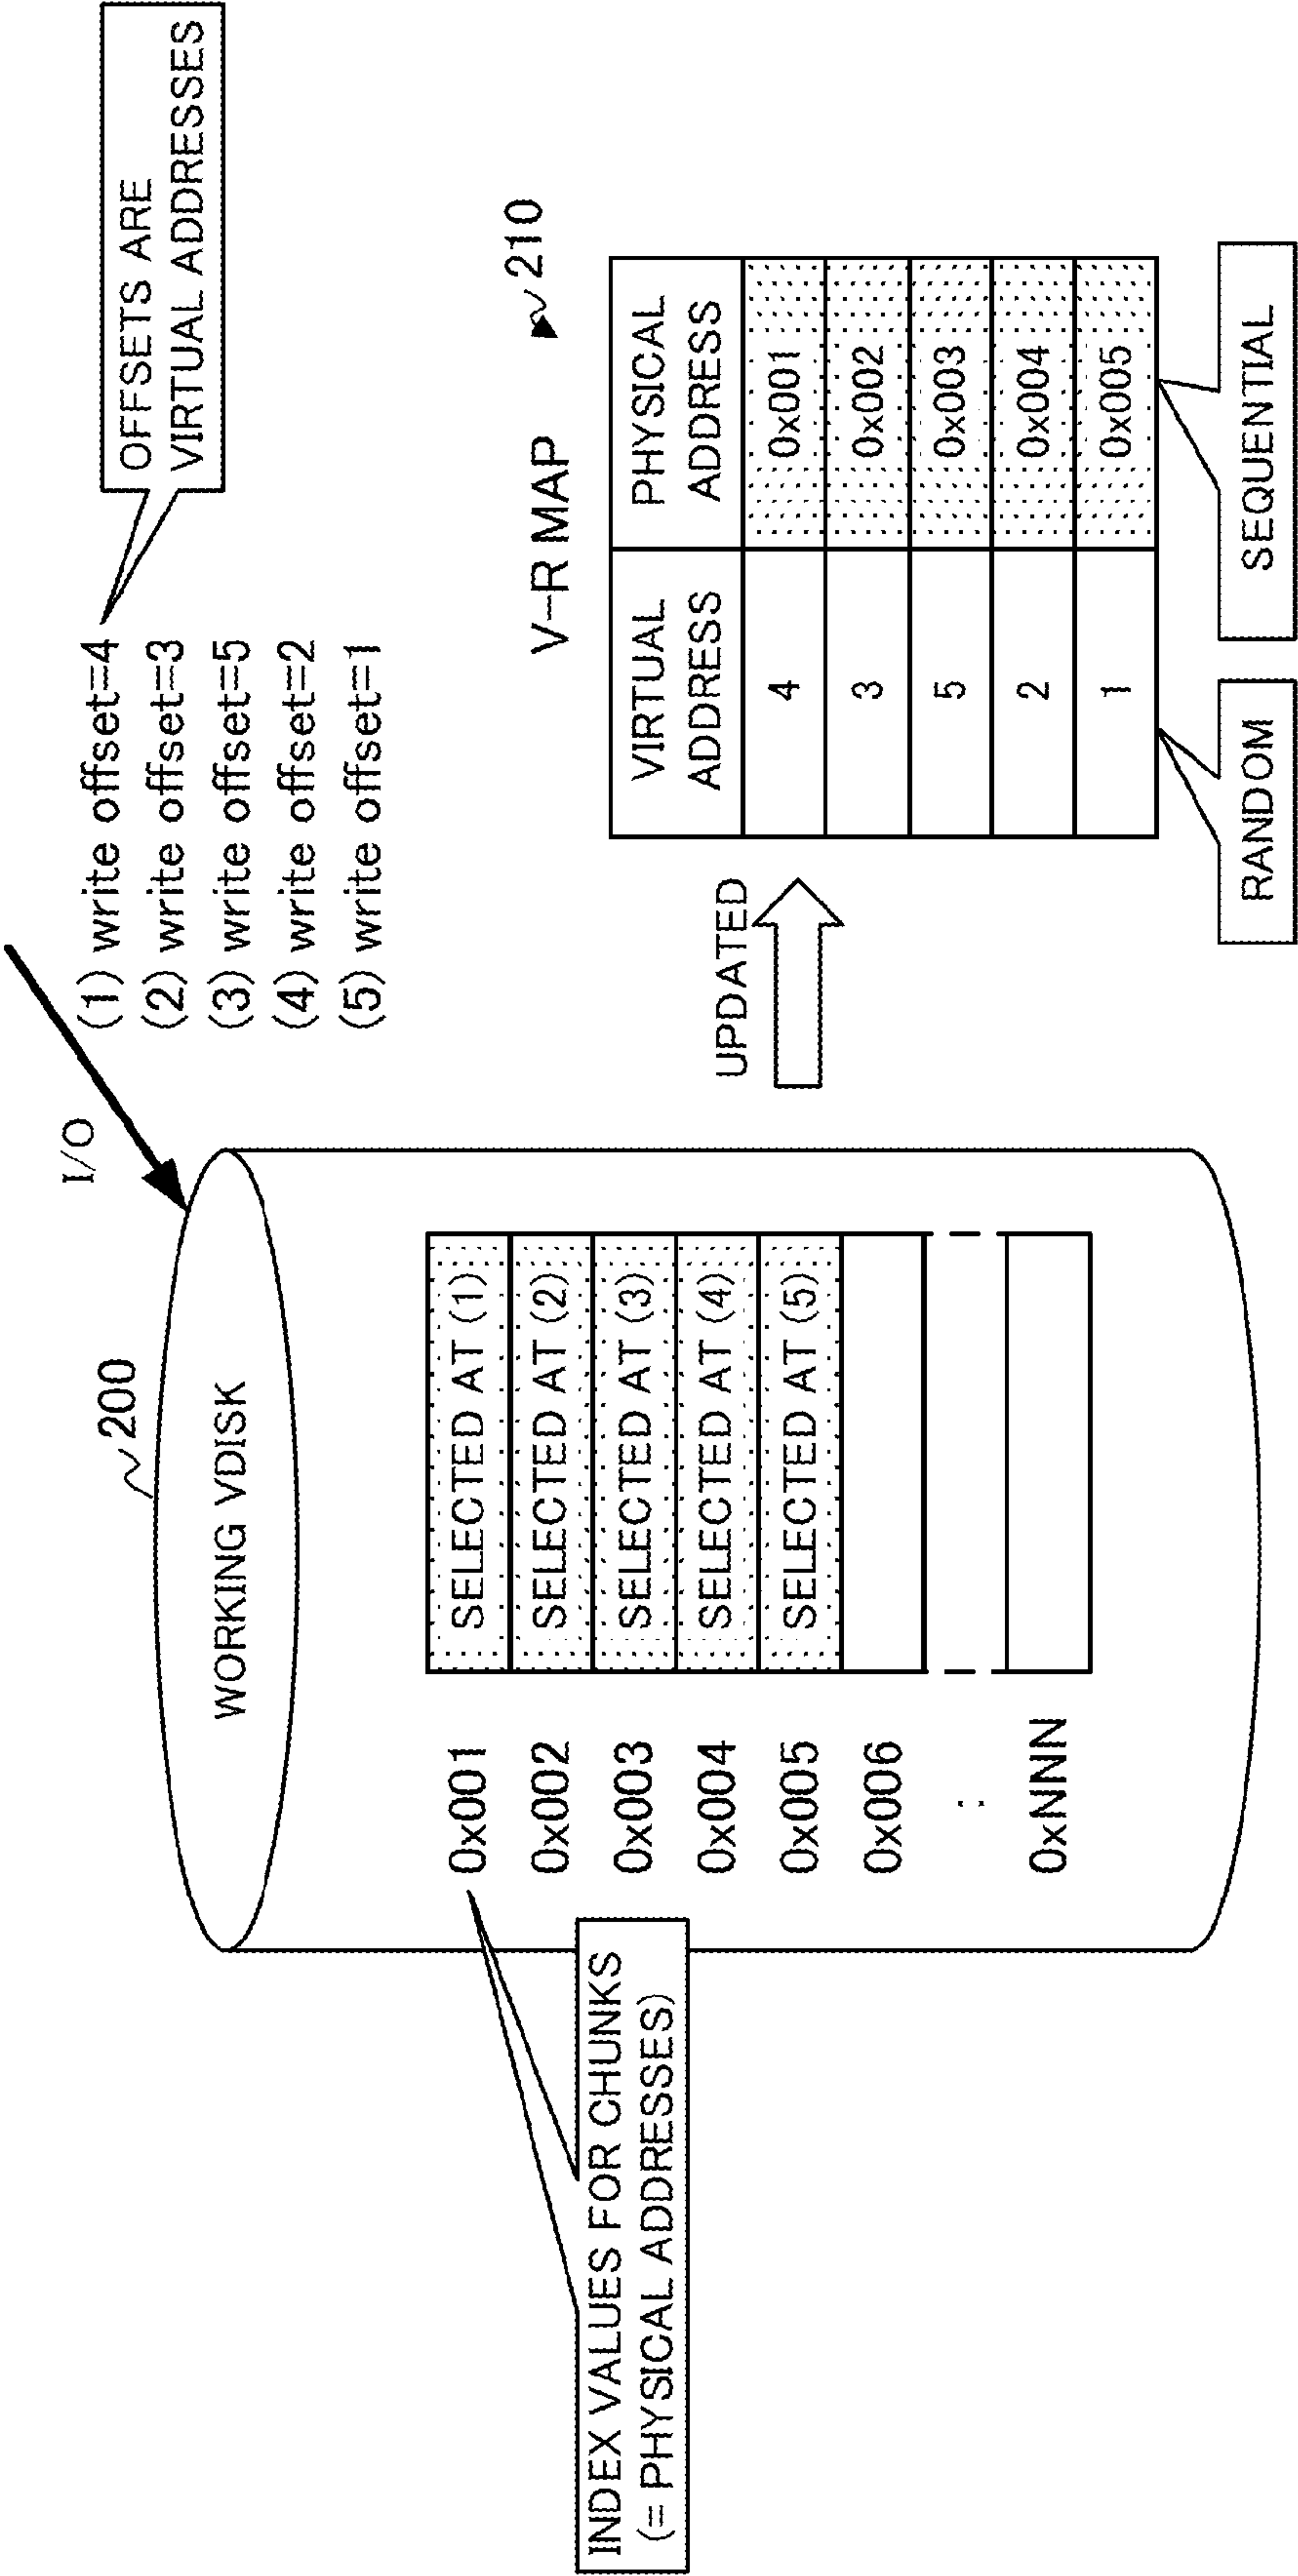 I/O
(1) write offset=4
(2) write offset=3
(3) write offset=5
(4) write offset=2
(5) write offset=1
OFFSETS ARE
VIRTUAL ADDRESSES
200
WORKING VDISK
INDEX VALUES FOR CHUNKS
(= PHYSICAL ADDRESSES)
0x001 SELECTED AT (1)
0x002 SELECTED AT (2)
0x003 SELECTED AT (3)
0x004 SELECTED AT (4)
0x005 SELECTED AT (5)
0x006
:
0xNNN
UPDATED
V-R MAP 210
VIRTUAL ADDRESS PHYSICAL ADDRESS
4 0x001
3 0x002
5 0x003
2 0x004
1 0x005
RANDOM
SEQUENTIAL